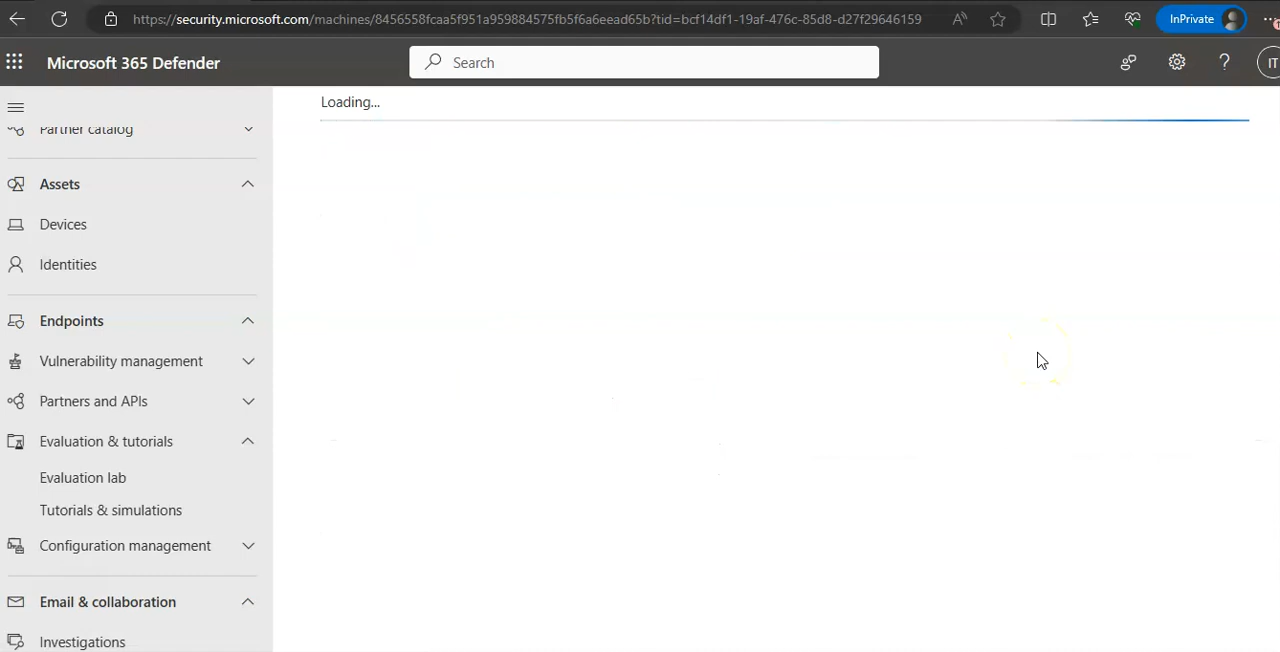 https://security.microsoft.com/machines/8456558fcaa5f951a959884575fb5f6a6eead65b?tid=bcf14df1-19af-476c-85d8-d27f29646159
InPrivate
Microsoft 365 Defender
Search
IT
Loading...
Partner catalog
Assets
Devices
Identities
Endpoints
Vulnerability management
Partners and APIs
Evaluation & tutorials
Evaluation lab
Tutorials & simulations
Configuration management
Email & collaboration
Investigations